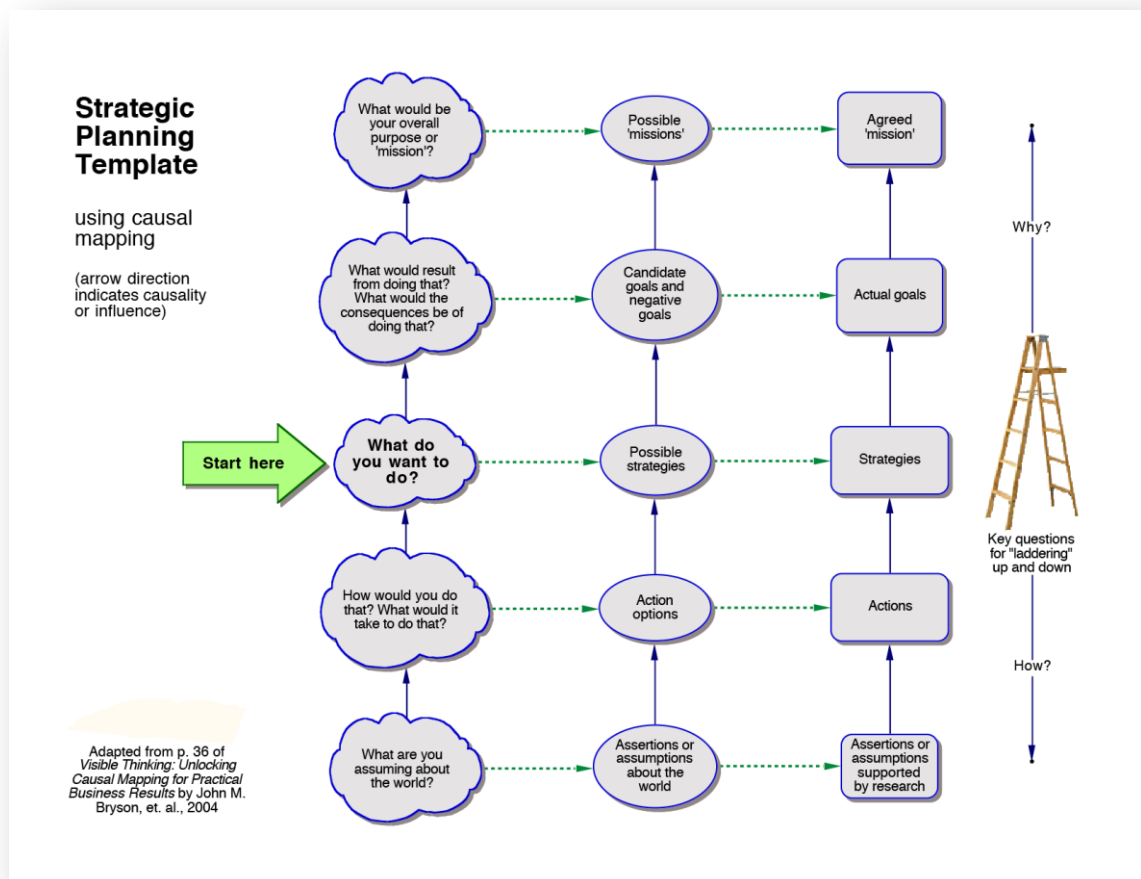 Strategic
Planning
Template
using causal
mapping
(arrow direction
indicates causality
or influence)
What would be
your overall
purpose or
'mission'?
Possible
'missions'
Agreed
'mission'
Why?
What would result
from doing that?
What would the
consequences be of
doing that?
Candidate
goals and
negative
goals
Actual goals
Start here
What do
you want to
do?
Possible
strategies
Strategies
Key questions
for "laddering"
up and down
How would you do
that? What would it
take to do that?
Action
options
Actions
How?
What are you
assuming about
the world?
Assertions or
assumptions
about the
world
Assertions or
assumptions
supported
by research
Adapted from p. 36 of
Visible Thinking: Unlocking
Causal Mapping for Practical
Business Results by John M.
Bryson, et. al., 2004